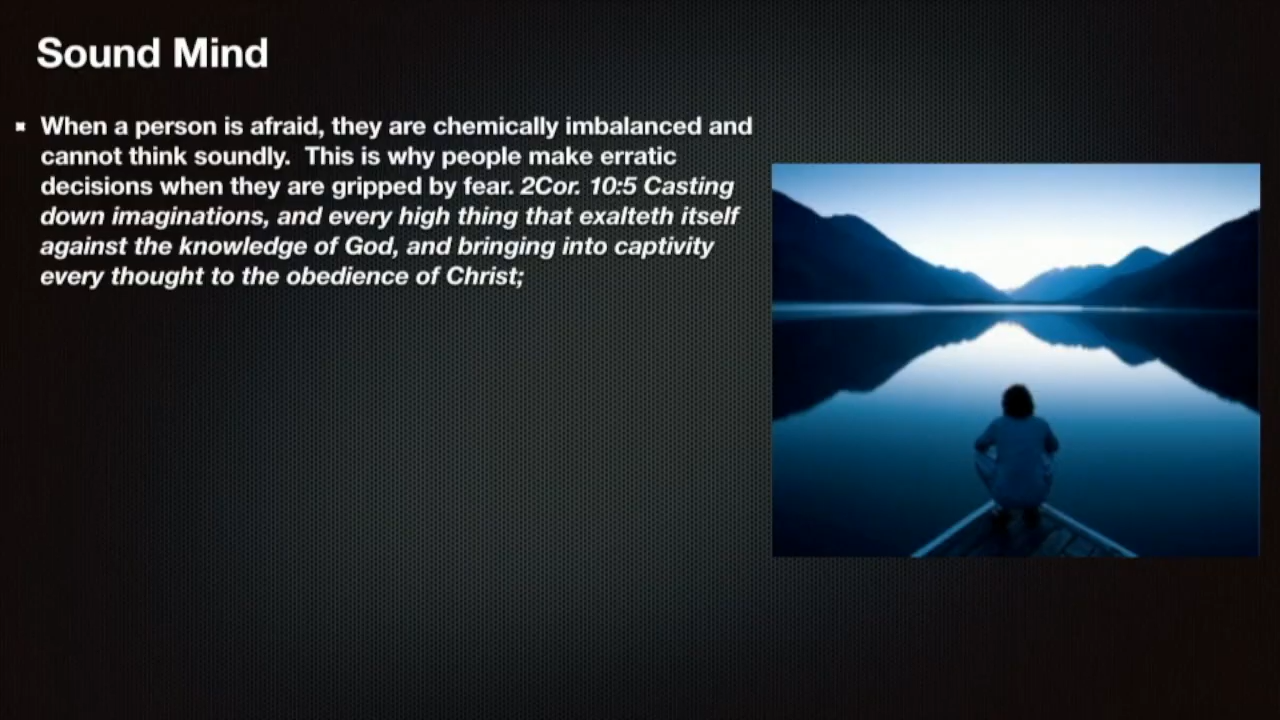 Sound Mind
When a person is afraid, they are chemically imbalanced and
cannot think soundly.  This is why people make erratic
decisions when they are gripped by fear. 2Cor. 10:5 Casting
down imaginations, and every high thing that exalteth itself
against the knowledge of God, and bringing into captivity
every thought to the obedience of Christ;